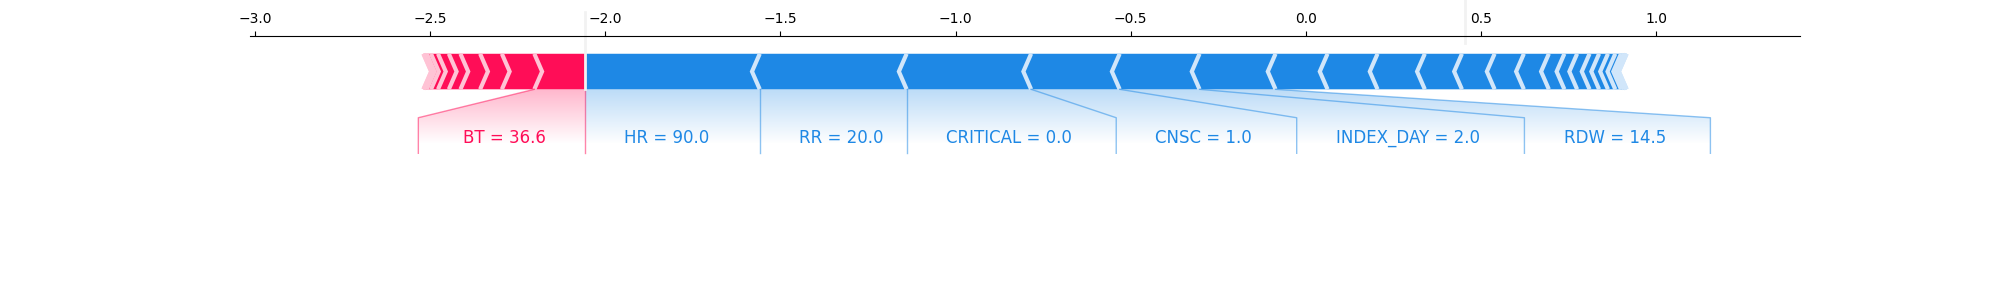 −3.0 −2.5 −2.0 −1.5 −1.0 −0.5 0.0 0.5 1.0
BT = 36.6 HR = 90.0 RR = 20.0 CRITICAL = 0.0 CNSC = 1.0 INDEX_DAY = 2.0 RDW = 14.5